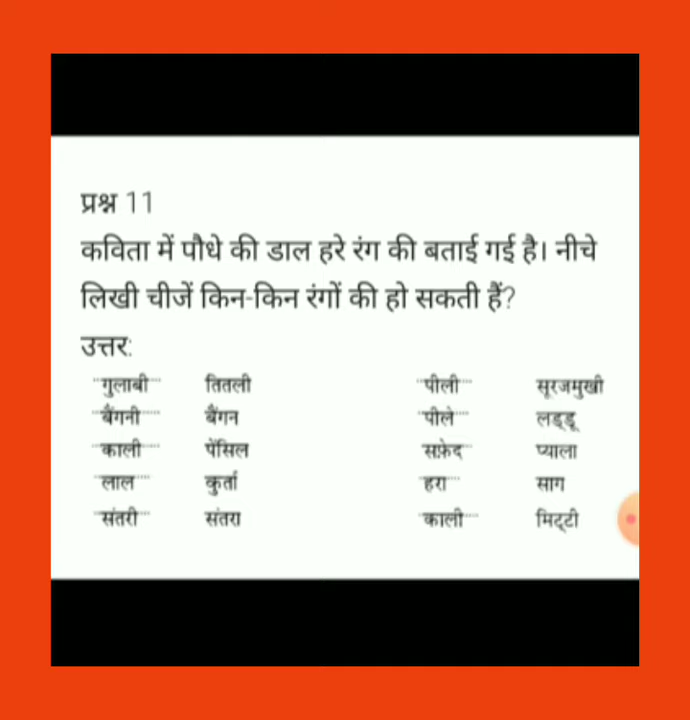 प्रश्न 11
कविता में पौधे की डाल हरे रंग की बताई गई है। नीचे
लिखी चीजें किन-किन रंगों की हो सकती हैं?
उत्तर:
गुलाबी तितली पीली सूरजमुखी
बैंगनी बैंगन पीले लड्डू
काली पेंसिल सफ़ेद प्याला
लाल कुर्ता हरा साग
संतरी संतरा काली मिट्टी